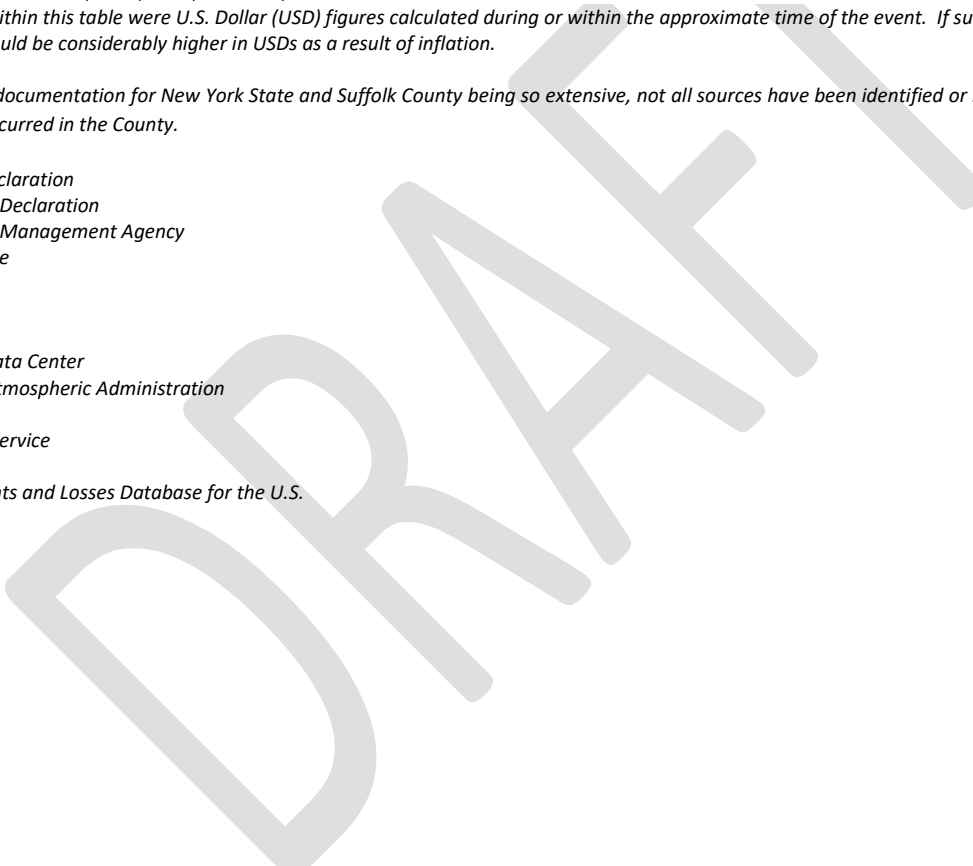 ithin this table were U.S. Dollar (USD) figures calculated during or within the approximate time of the event. If su
uld be considerably higher in USDs as a result of inflation.
documentation for New York State and Suffolk County being so extensive, not all sources have been identified or
curred in the County.
claration
Declaration
Management Agency
e
ata Center
tmospheric Administration
ervice
nts and Losses Database for the U.S.
DRAFT